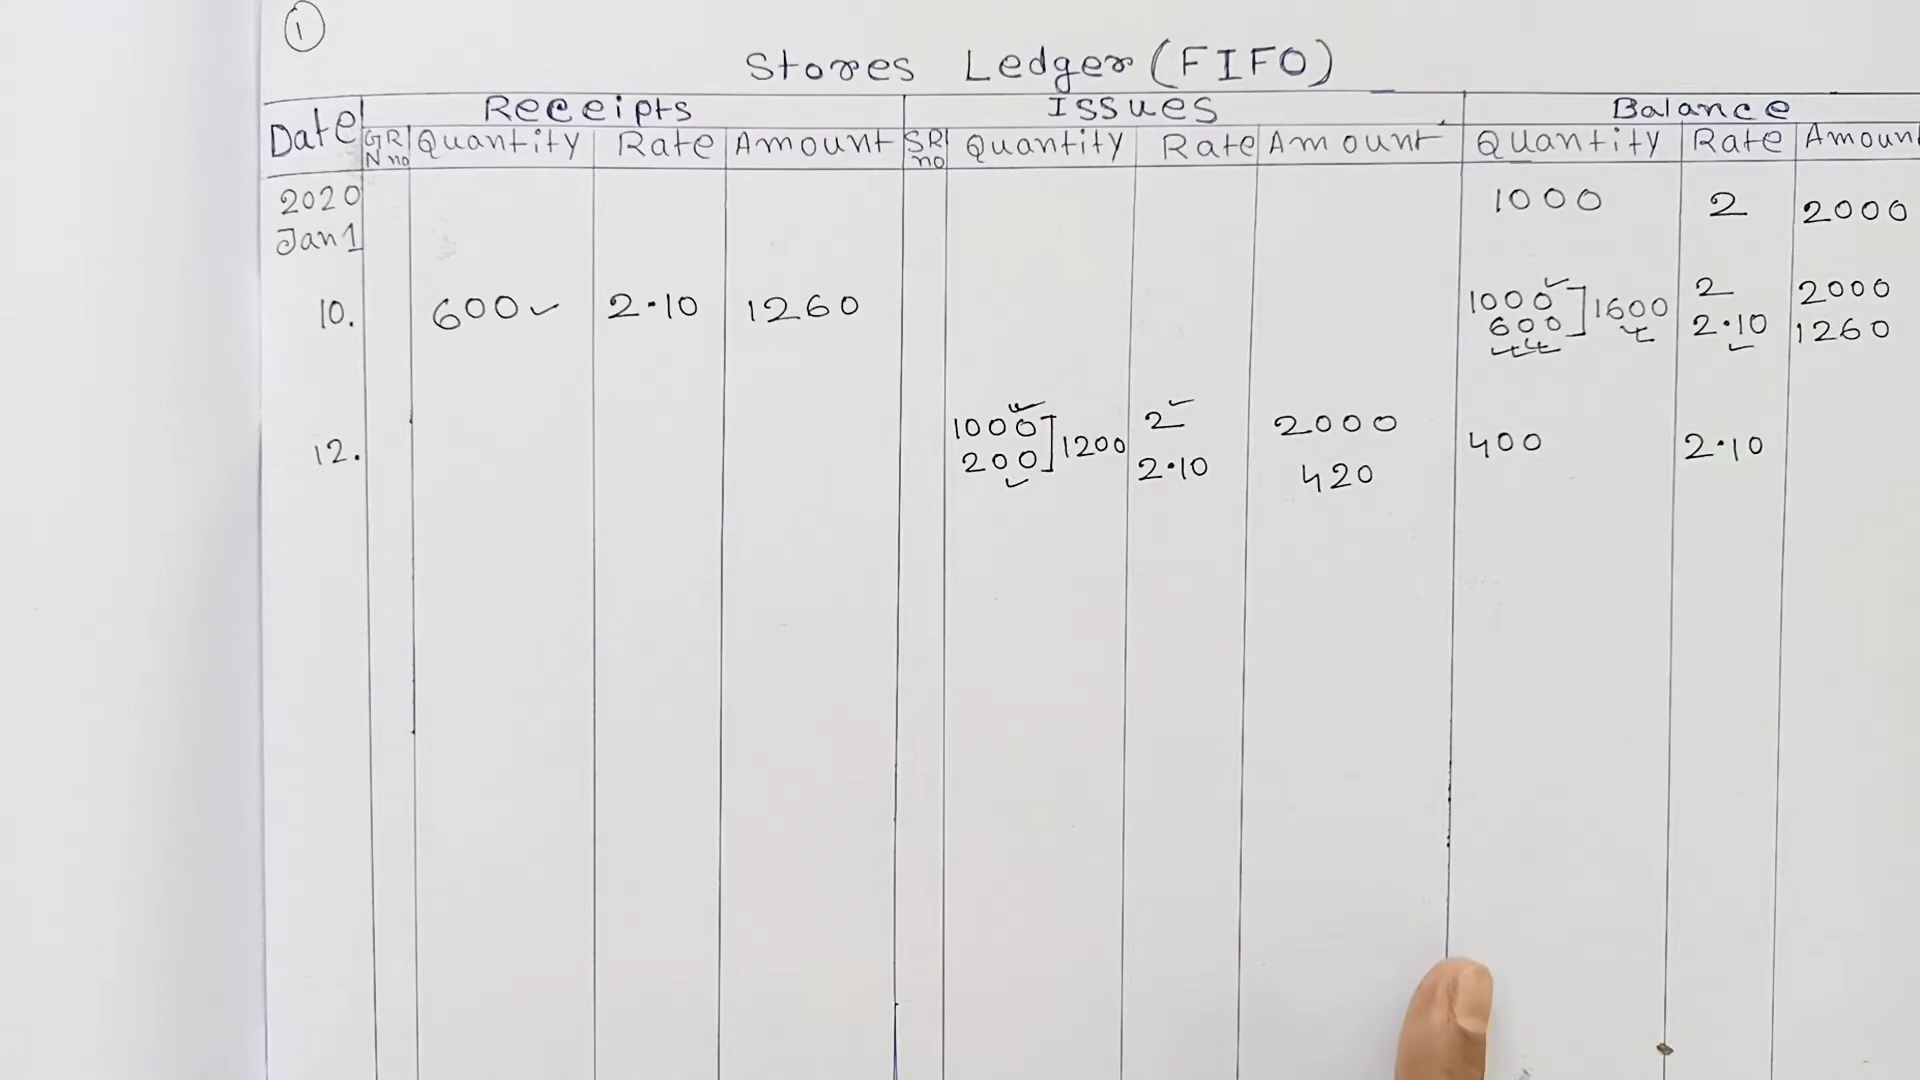 1
Stores Ledger (FIFO)
Date Receipts Issues Balance
GR N no Quantity Rate Amount SR no Quantity Rate Amount Quantity Rate Amoun
2020 Jan 1 1000 2 2000
10. 600 2.10 1260 1000 600 ] 1600 2 2.10 2000 1260
12. 1000 200 ] 1200 2 2.10 2000 420 400 2.10